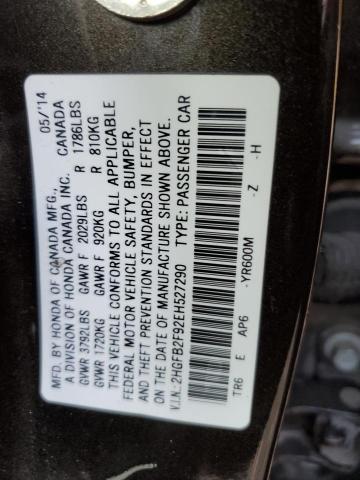 MFD. BY HONDA OF CANADA MFG., 05/'14
A DIVISION OF HONDA CANADA INC. CANADA
GVWR 3792LBS GAWR F 2029LBS R 1786LBS
GVWR 1720KG GAWR F 920KG R 810KG
THIS VEHICLE CONFORMS TO ALL APPLICABLE
FEDERAL MOTOR VEHICLE SAFETY, BUMPER,
AND THEFT PREVENTION STANDARDS IN EFFECT
ON THE DATE OF MANUFACTURE SHOWN ABOVE.
V.I.N.: 2HGFB2F92EH527290 TYPE: PASSENGER CAR
TR6 E AP6 -YR600M -Z -H